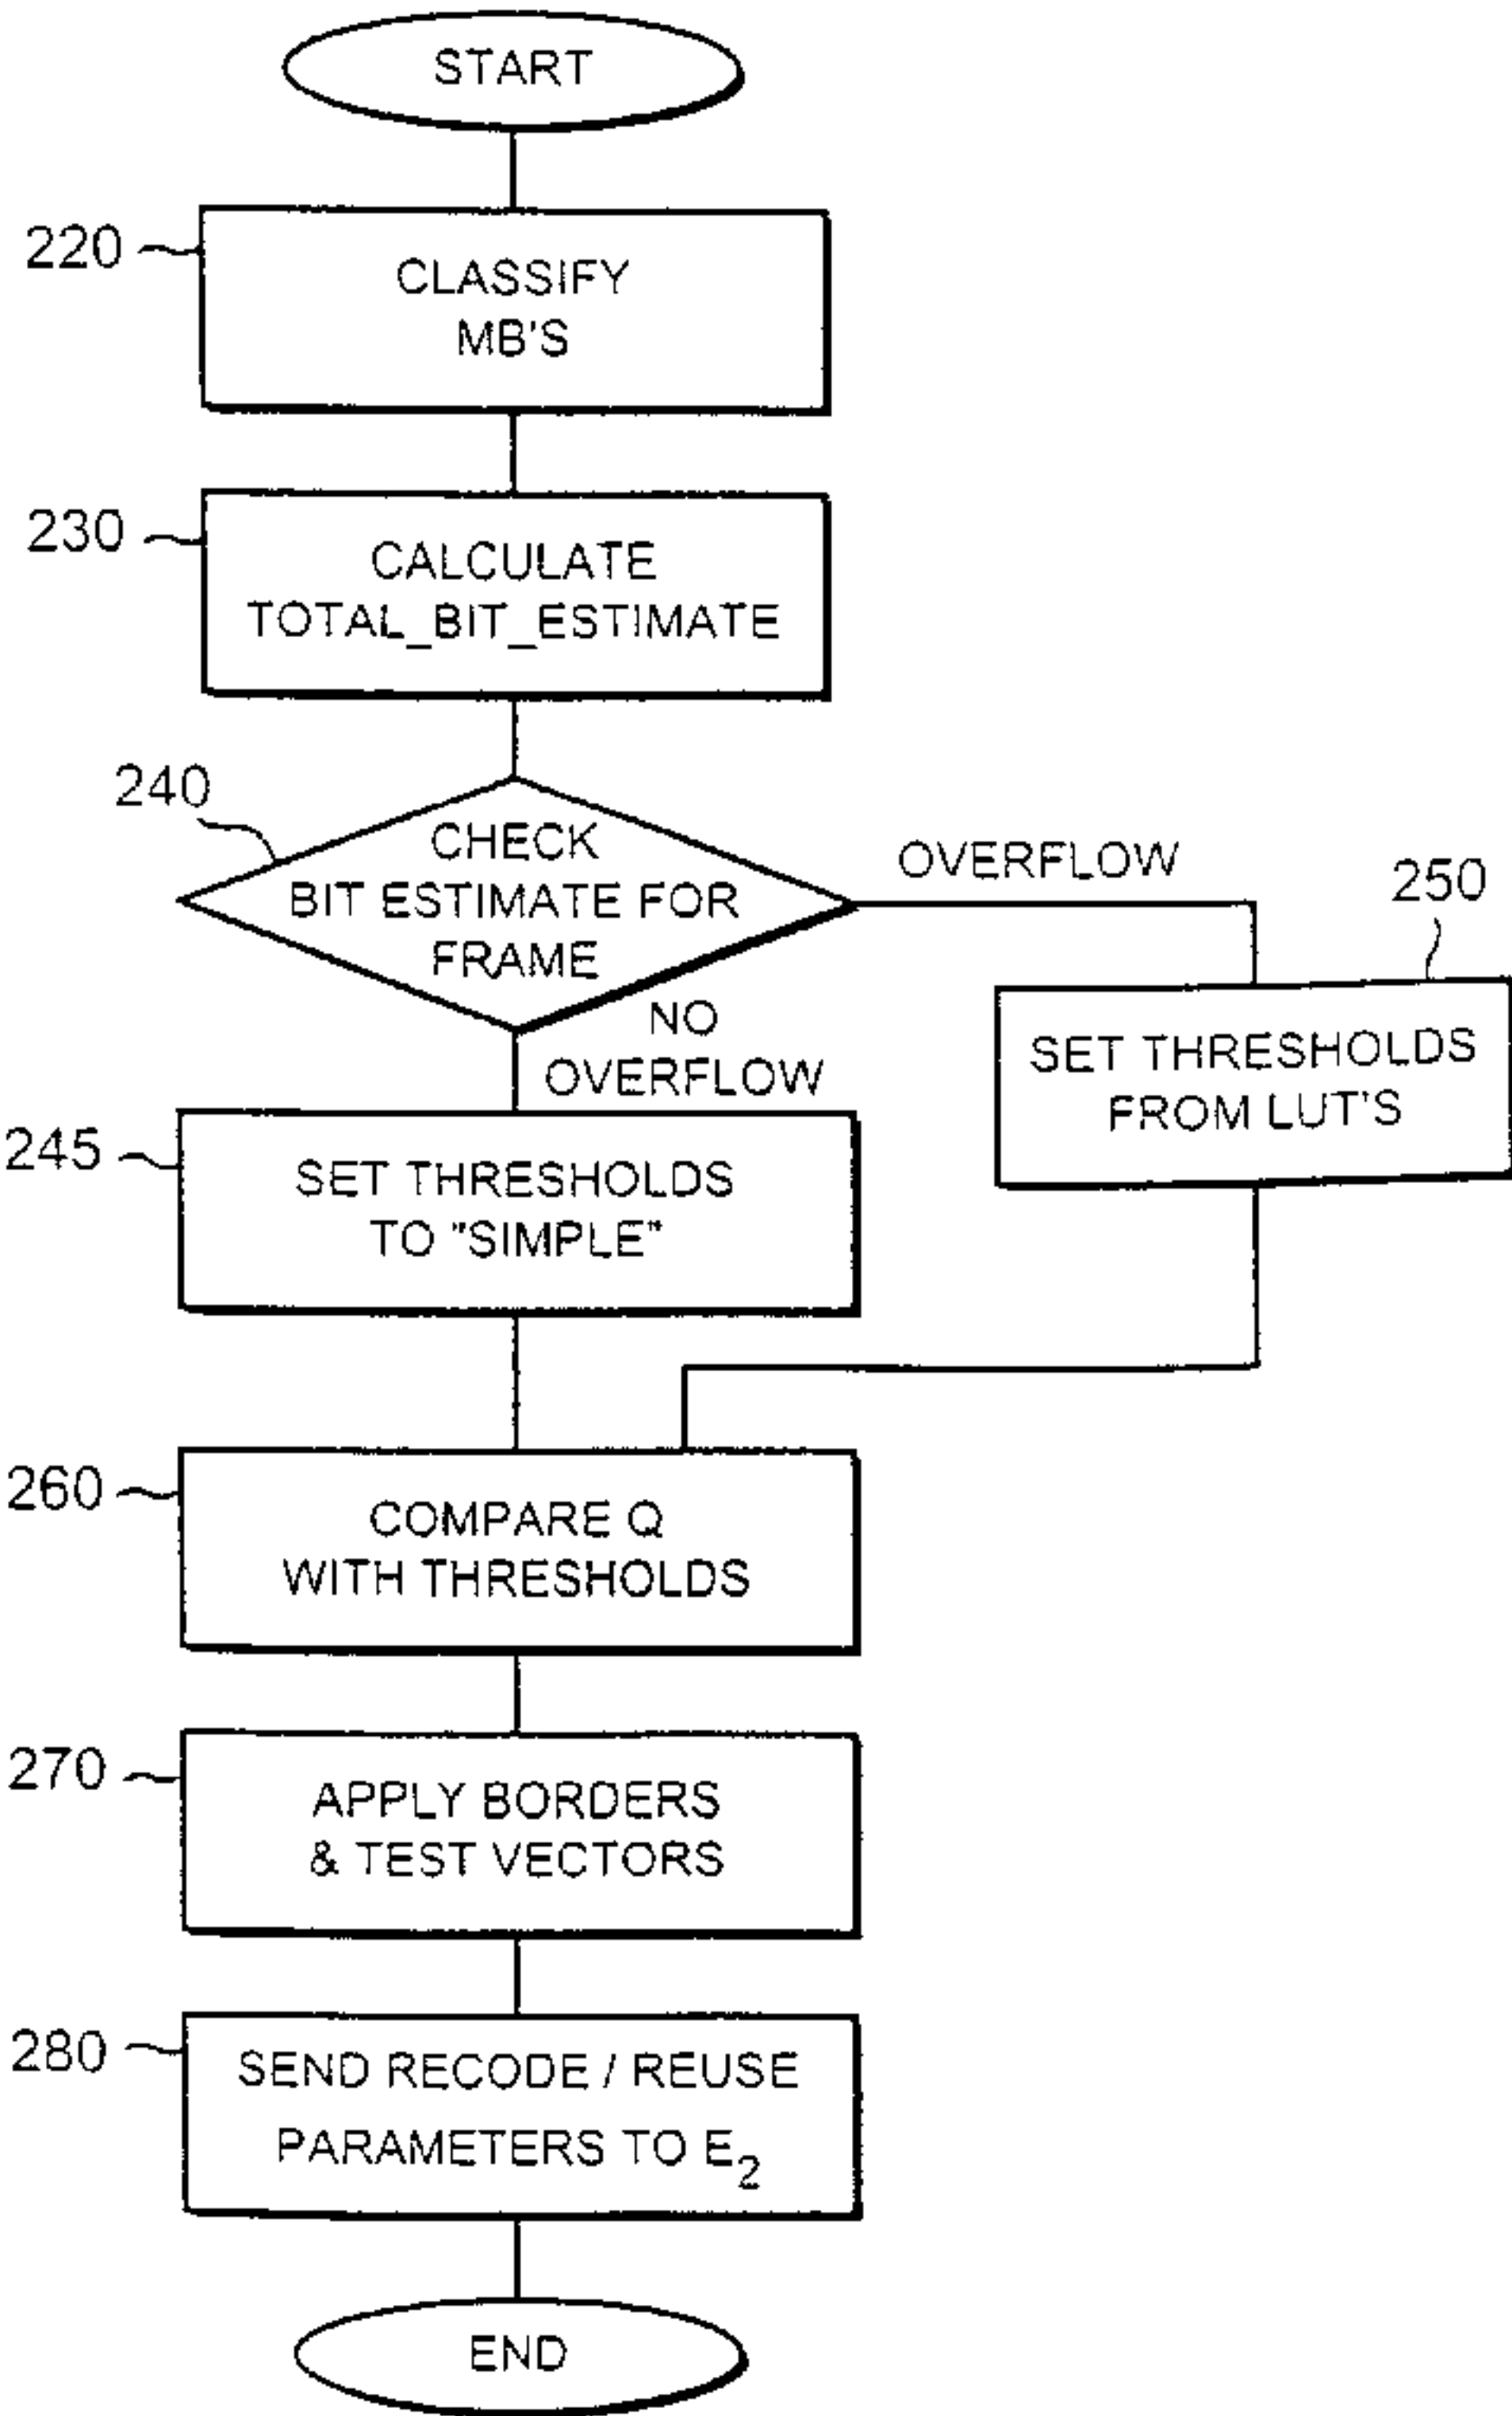 START
220
CLASSIFY
MB'S
230
CALCULATE
TOTAL_BIT_ESTIMATE
240
CHECK
BIT ESTIMATE FOR
FRAME
OVERFLOW
250
NO
OVERFLOW
SET THRESHOLDS
FROM LUT'S
245
SET THRESHOLDS
TO "SIMPLE"
260
COMPARE Q
WITH THRESHOLDS
270
APPLY BORDERS
& TEST VECTORS
280
SEND RECODE / REUSE
PARAMETERS TO E2
END